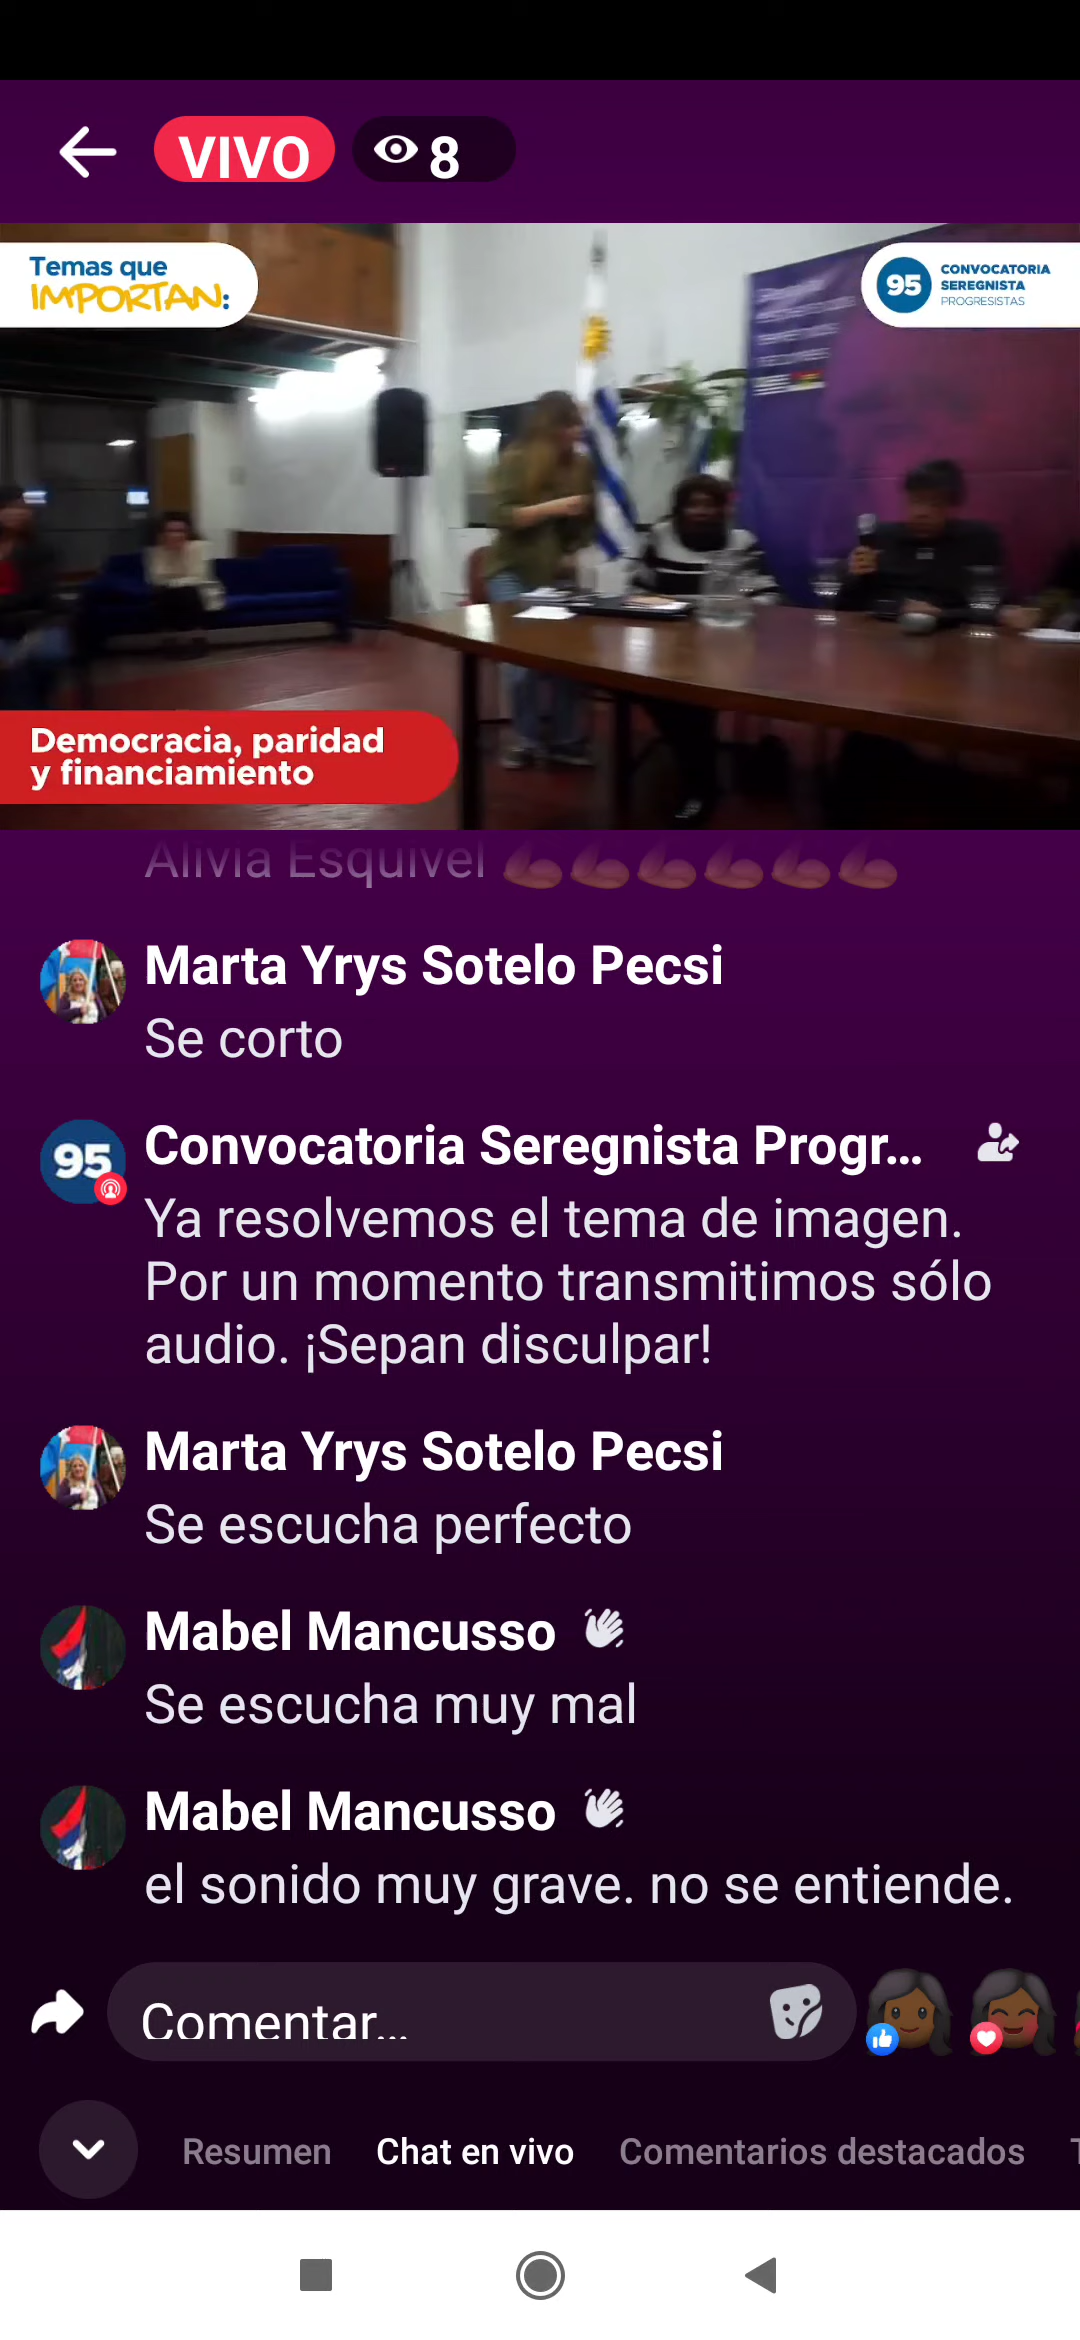 VIVO
8
Temas que
IMPORTAN:
95
CONVOCATORIA
SEREGNISTA
PROGRESISTAS
Democracia, paridad
y financiamiento
Alivia Esquivel 💪💪💪💪💪💪
Marta Yrys Sotelo Pecsi
Se corto
95
Convocatoria Seregnista Progr...
Ya resolvemos el tema de imagen.
Por un momento transmitimos sólo
audio. ¡Sepan disculpar!
Marta Yrys Sotelo Pecsi
Se escucha perfecto
Mabel Mancusso 👋
Se escucha muy mal
Mabel Mancusso 👋
el sonido muy grave. no se entiende.
Comentar...
Resumen
Chat en vivo
Comentarios destacados